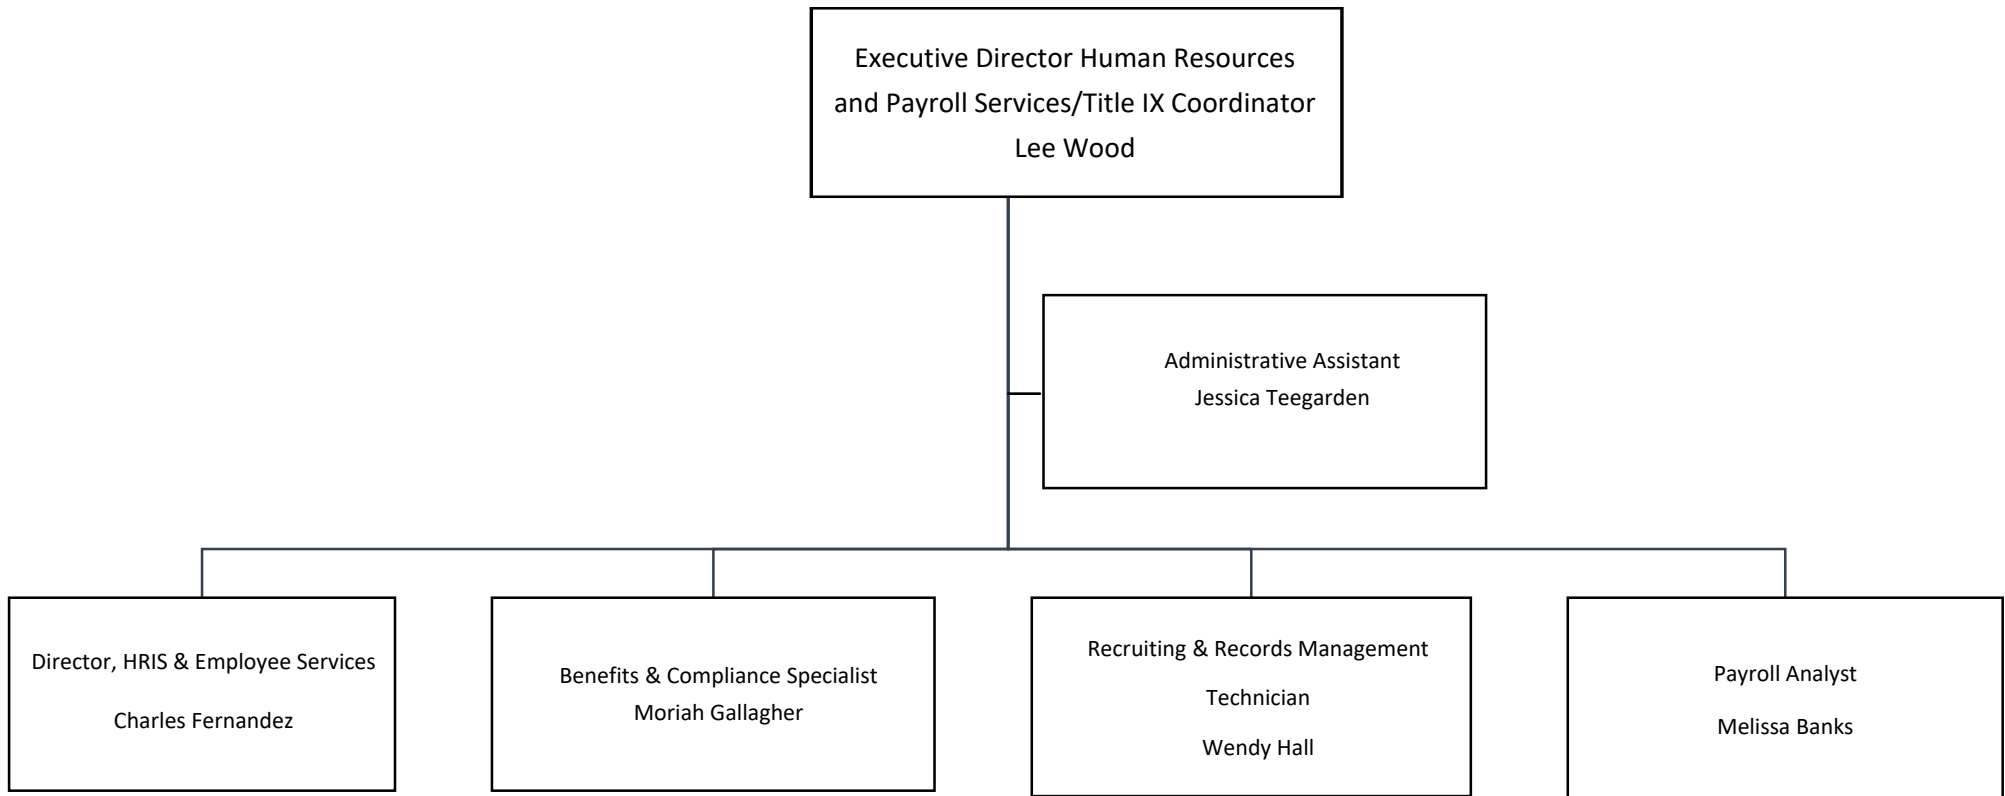 Executive Director Human Resources
and Payroll Services/Title IX Coordinator
Lee Wood
Administrative Assistant
Jessica Teegarden
Director, HRIS & Employee Services
Charles Fernandez
Benefits & Compliance Specialist
Moriah Gallagher
Recruiting & Records Management
Technician
Wendy Hall
Payroll Analyst
Melissa Banks